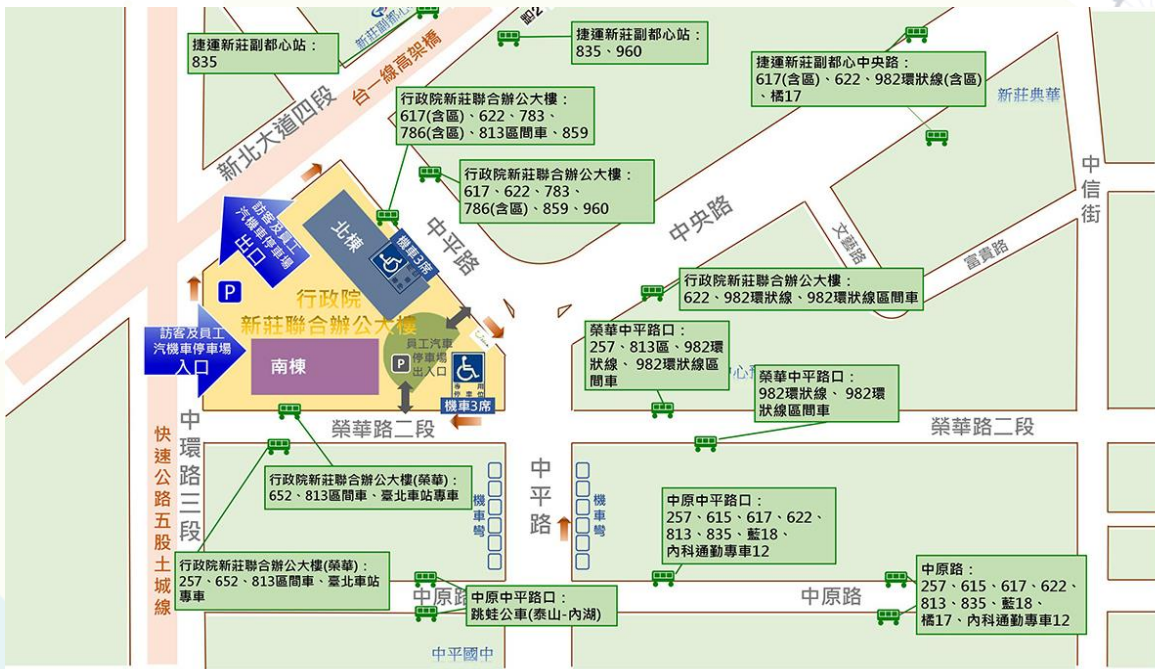 捷運新莊副都心站：
835
新莊副都心
台一線高架橋
新北大道四段
捷運新莊副都心站：
835、960
捷運新莊副都心中央路：
617(含區)、622、982環狀線(含區)
、橘17
新莊典華
中信街
行政院新莊聯合辦公大樓：
617(含區)、622、783、
786(含區)、813區間車、859
行政院新莊聯合辦公大樓：
617、622、783、
786(含區)、859、960
中平路
中央路
文藝路
富貴路
訪客及員工
汽機車停車場
出口
北棟
機車3席
P
行政院
新莊聯合辦公大樓
訪客及員工
汽機車停車場
入口
南棟
員工汽車
停車場
出入口
P
專用
停車位
機車3席
行政院新莊聯合辦公大樓：
622、982環狀線、982環狀線區間車
榮華中平路口：
257、813區、982環
狀線、982環狀線區
間車
榮華中平路口：
982環狀線、982環
狀線區間車
中環路三段
快速公路五股土城線
榮華路二段
榮華路二段
行政院新莊聯合辦公大樓(榮華)：
652、813區間車、臺北車站專車
行政院新莊聯合辦公大樓(榮華)：
257、652、813區間車、臺北車站
專車
機車彎
中平路
機車彎
中原中平路口：
257、615、617、622、
813、835、藍18、
內科通勤專車12
中原路
中原中平路口：
跳蛙公車(泰山-內湖)
中原路
中原路：
257、615、617、622、
813、835、藍18、
橘17、內科通勤專車12
中平國中